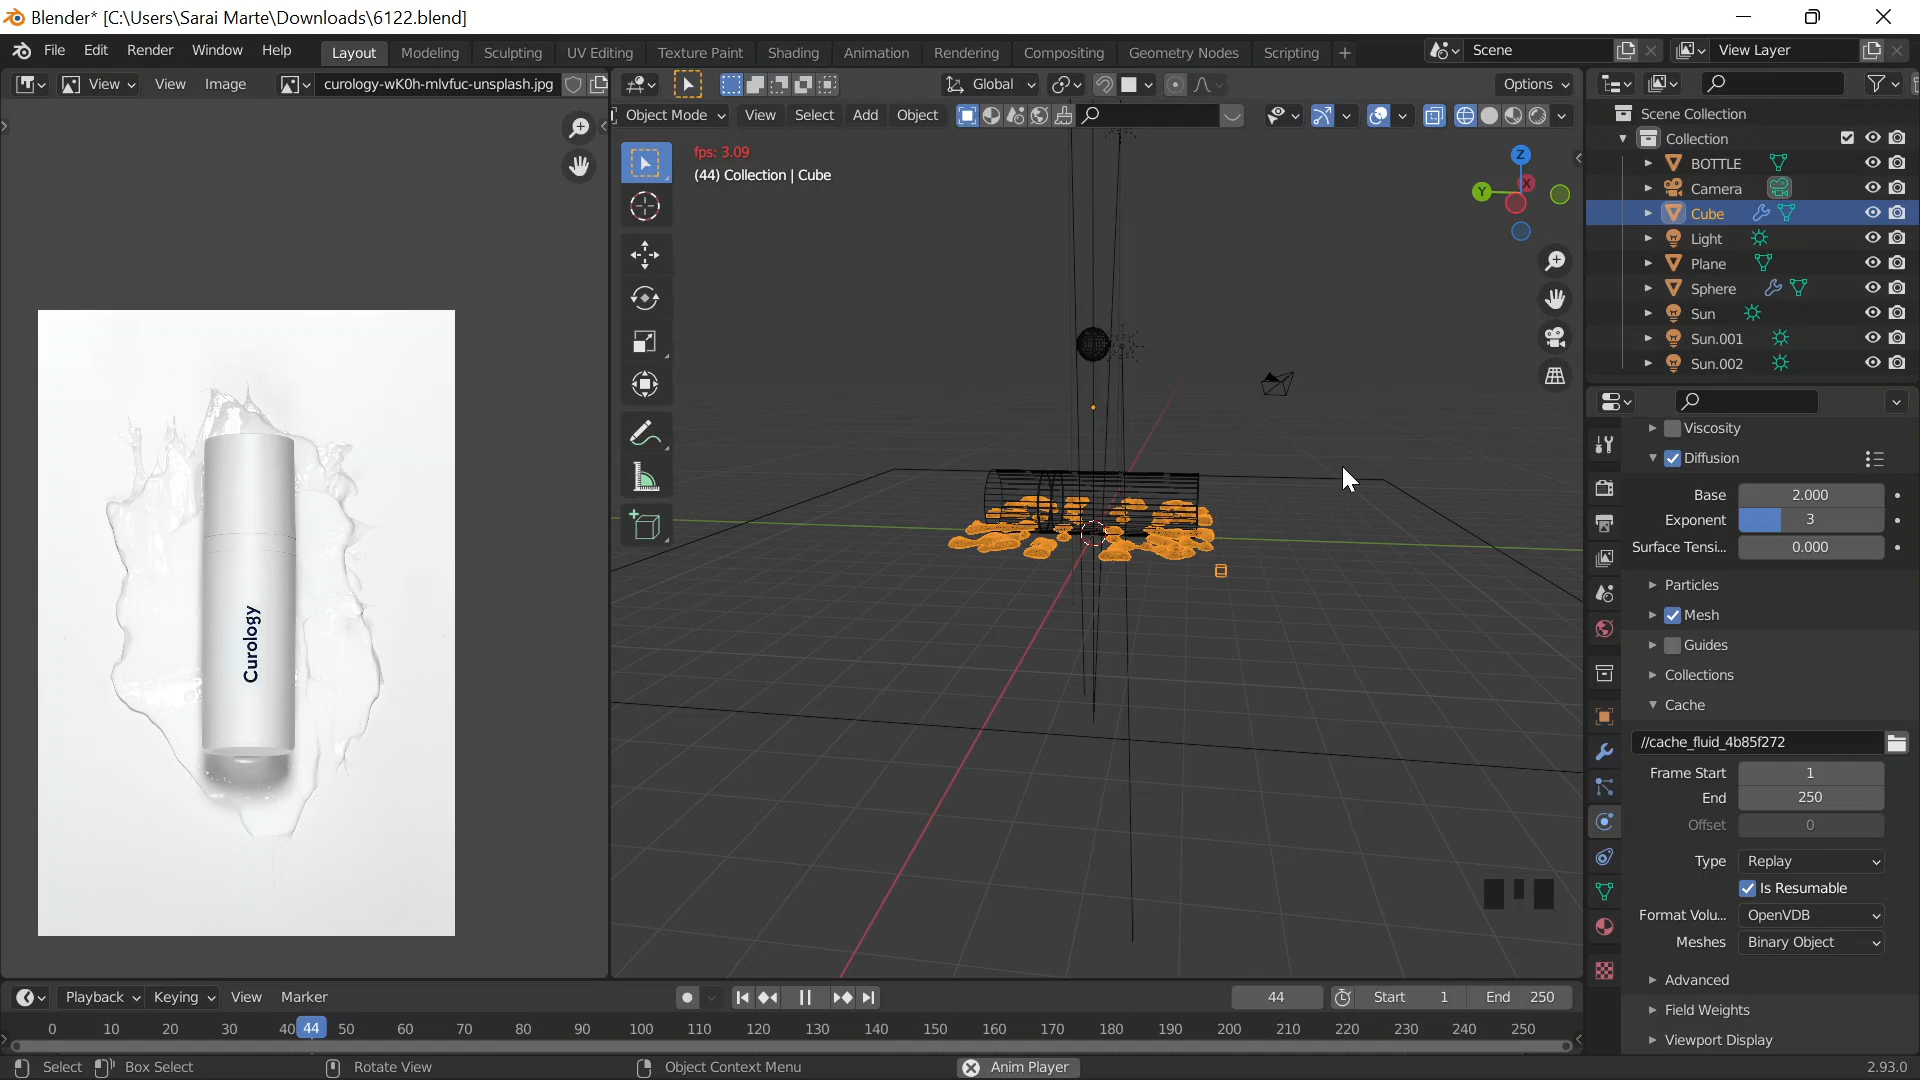 Blender* [C:\Users\Sarai Marte\Downloads\6122.blend]
File Edit Render Window Help Layout Modeling Sculpting UV Editing Texture Paint Shading Animation Rendering Compositing Geometry Nodes Scripting + Scene View Layer
View View Image curology-wK0h-mlvfuc-unsplash.jpg Global Options
Object Mode View Select Add Object
fps: 3.09
(44) Collection | Cube
Z
Y
X
Scene Collection
Collection
BOTTLE
Camera
Cube
Light
Plane
Sphere
Sun
Sun.001
Sun.002
Curology
Viscosity
Diffusion
Base 2.000
Exponent 3
Surface Tensi... 0.000
Particles
Mesh
Guides
Collections
Cache
//cache_fluid_4b85f272
Frame Start 1
End 250
Offset 0
Type Replay
Is Resumable
Format Volu... OpenVDB
Meshes Binary Object
Advanced
Field Weights
Viewport Display
Playback Keying View Marker 44 Start 1 End 250
0 10 20 30 40 44 50 60 70 80 90 100 110 120 130 140 150 160 170 180 190 200 210 220 230 240 250
Select Box Select Rotate View Object Context Menu Anim Player 2.93.0